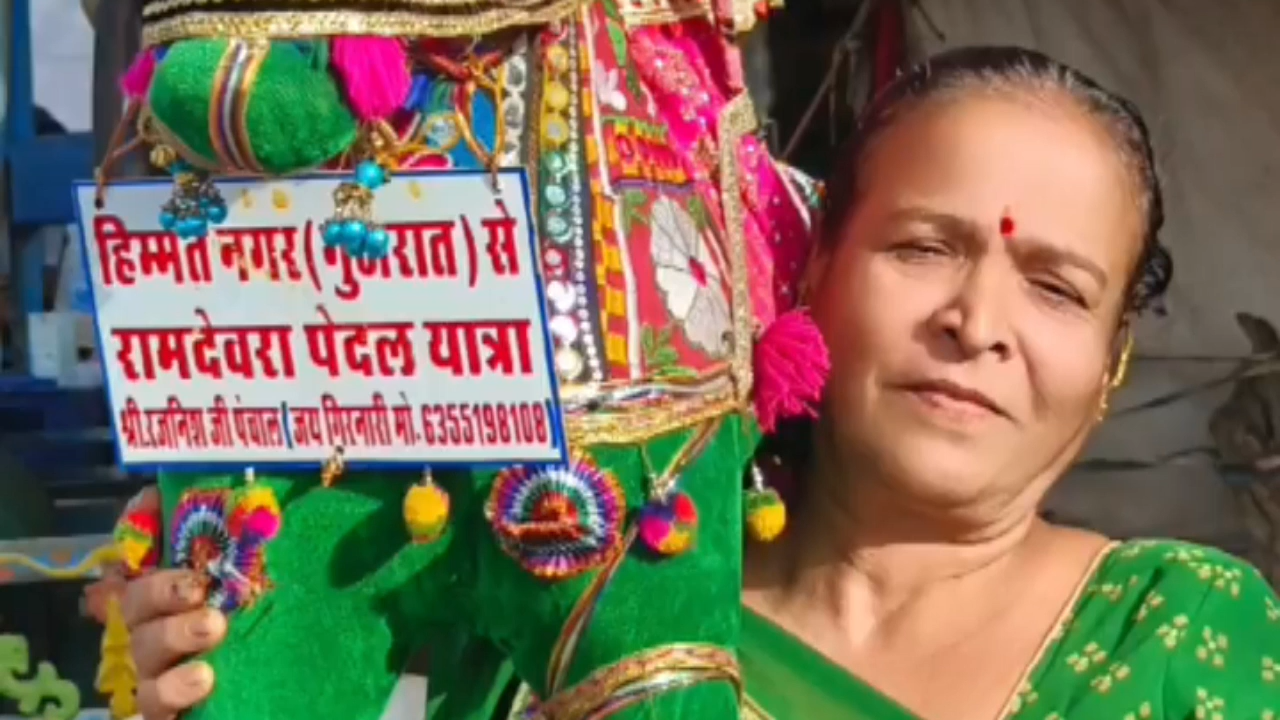 हिम्मत नगर (गुजरात) से
रामदेवरा पेदल यात्रा
श्री.रजनिश जी पंचाल (जय गिरनारी मो. 6355198108)